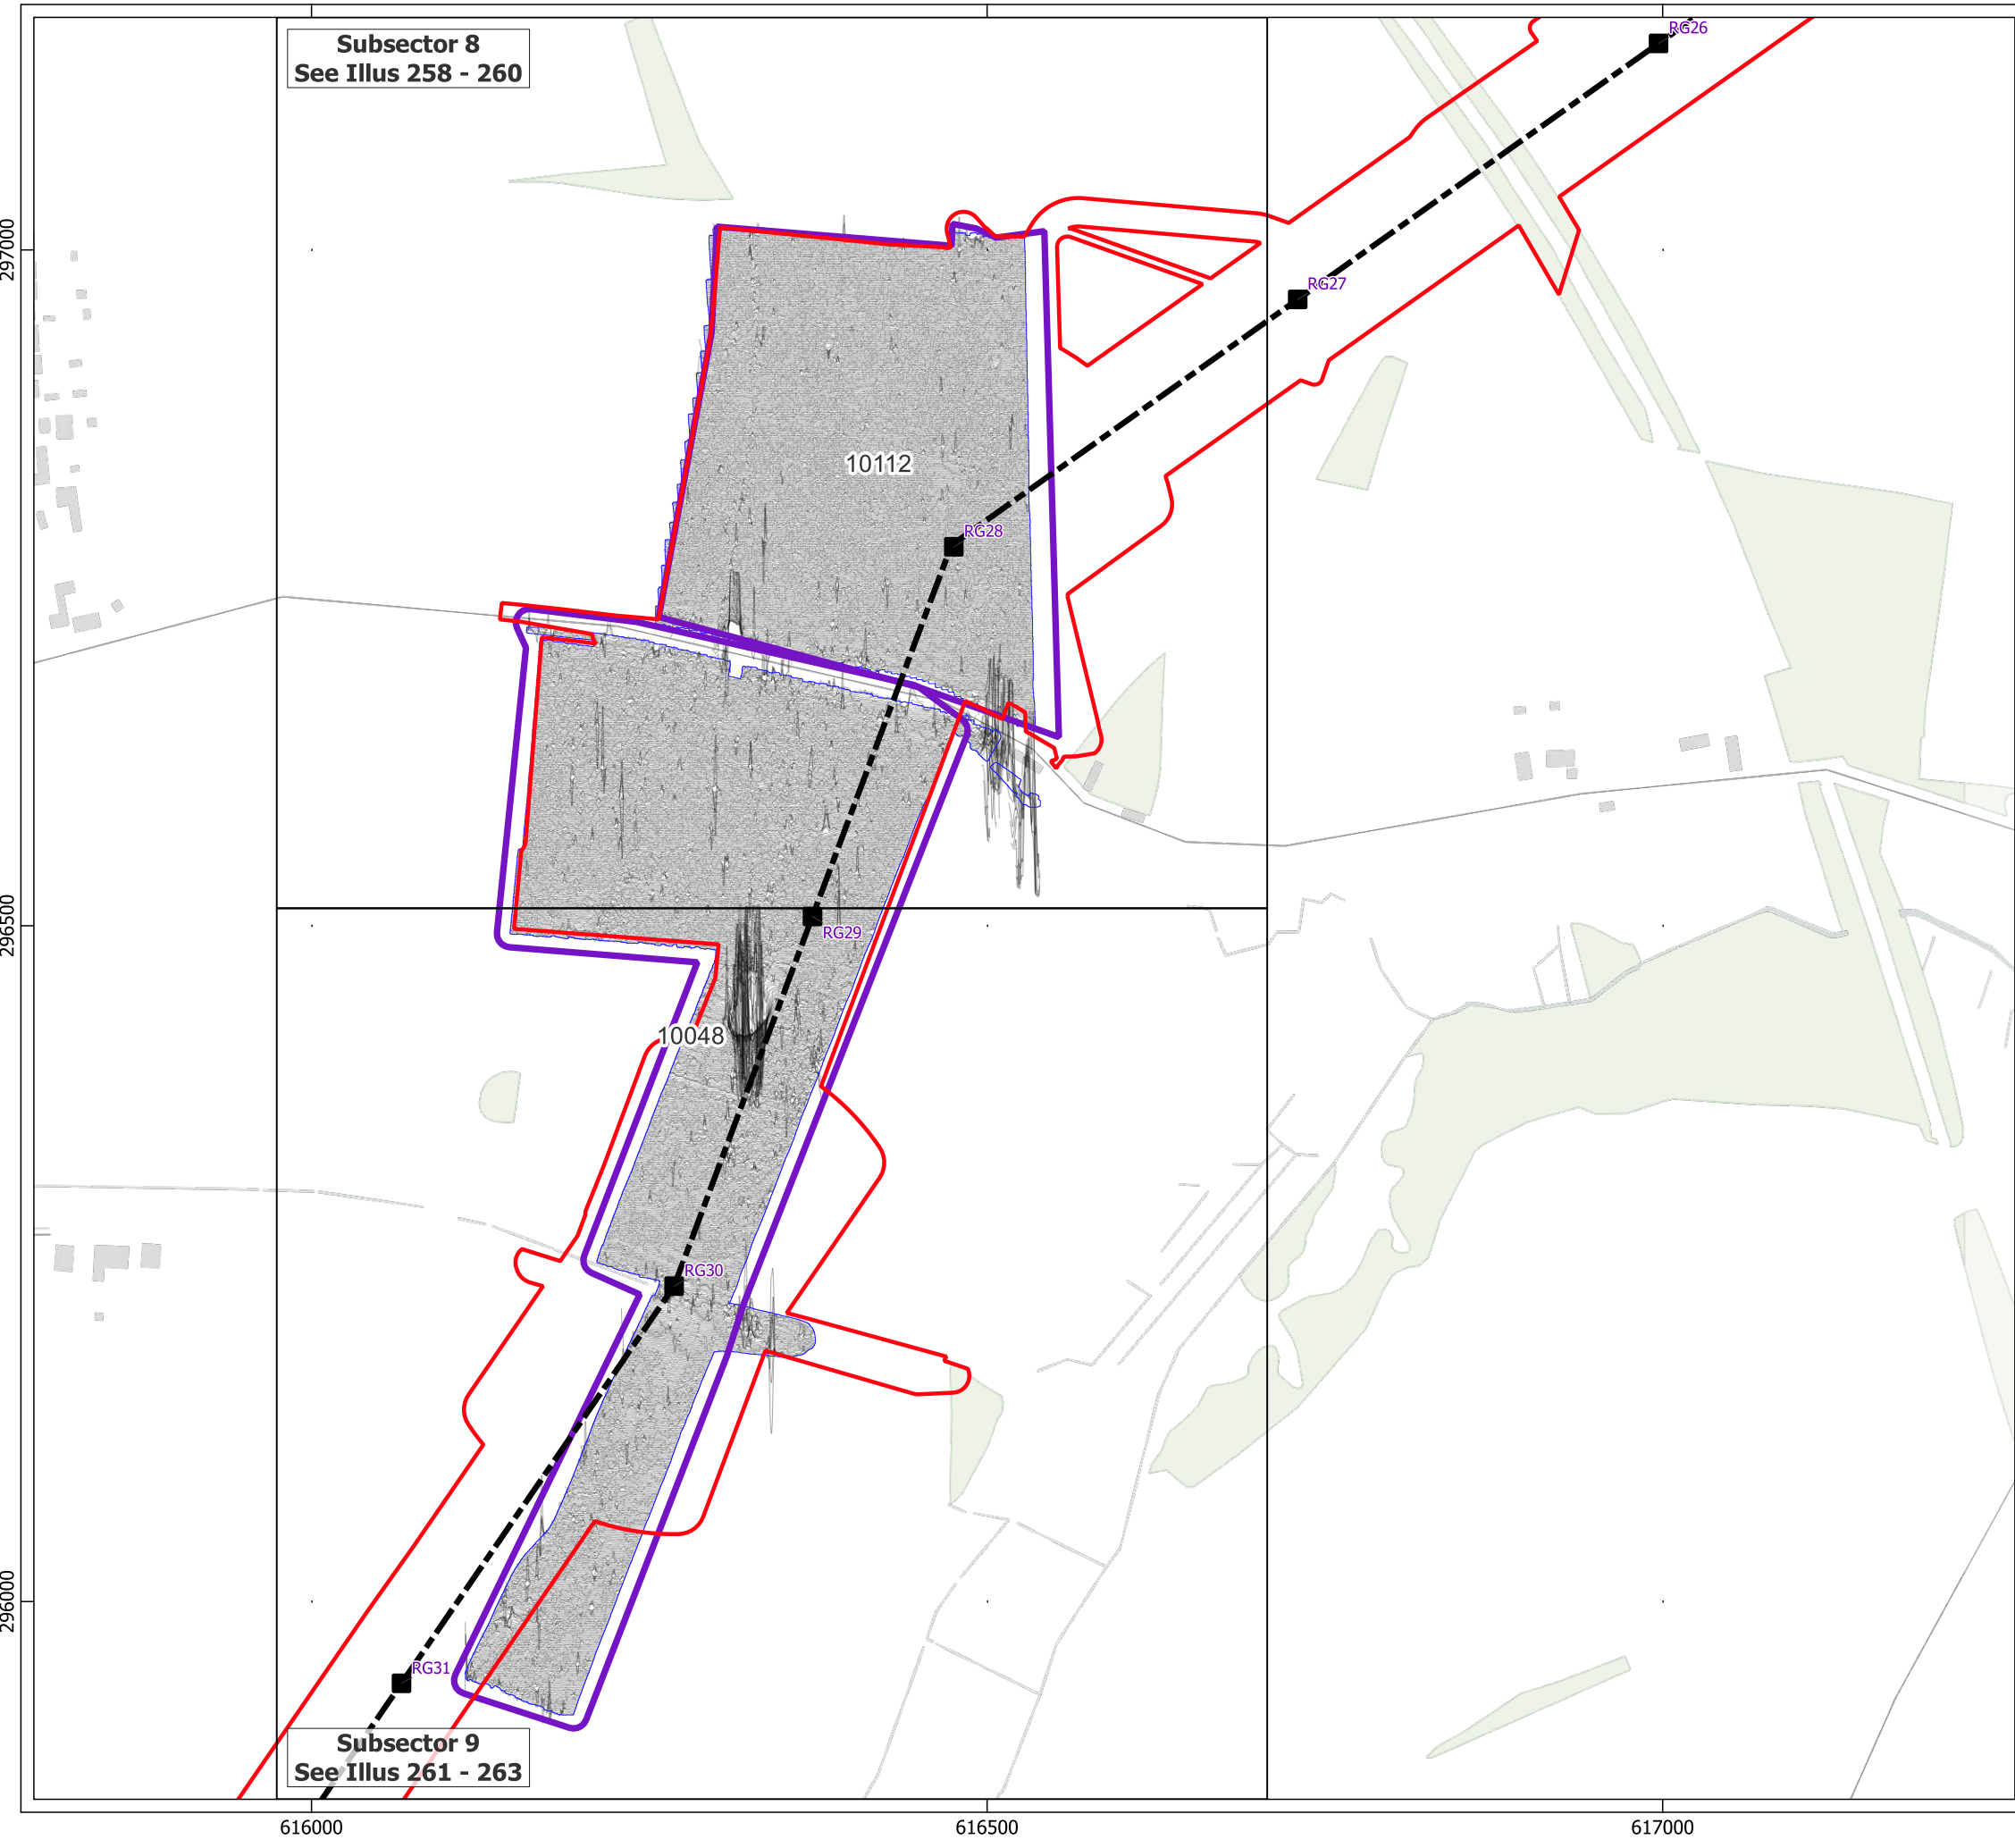 Subsector 8
See Illus 258 - 260
RG26
297000
RG27
10112
RG28
296500
RG29
10048
RG30
296000
RG31
Subsector 9
See Illus 261 - 263
616000
616500
617000